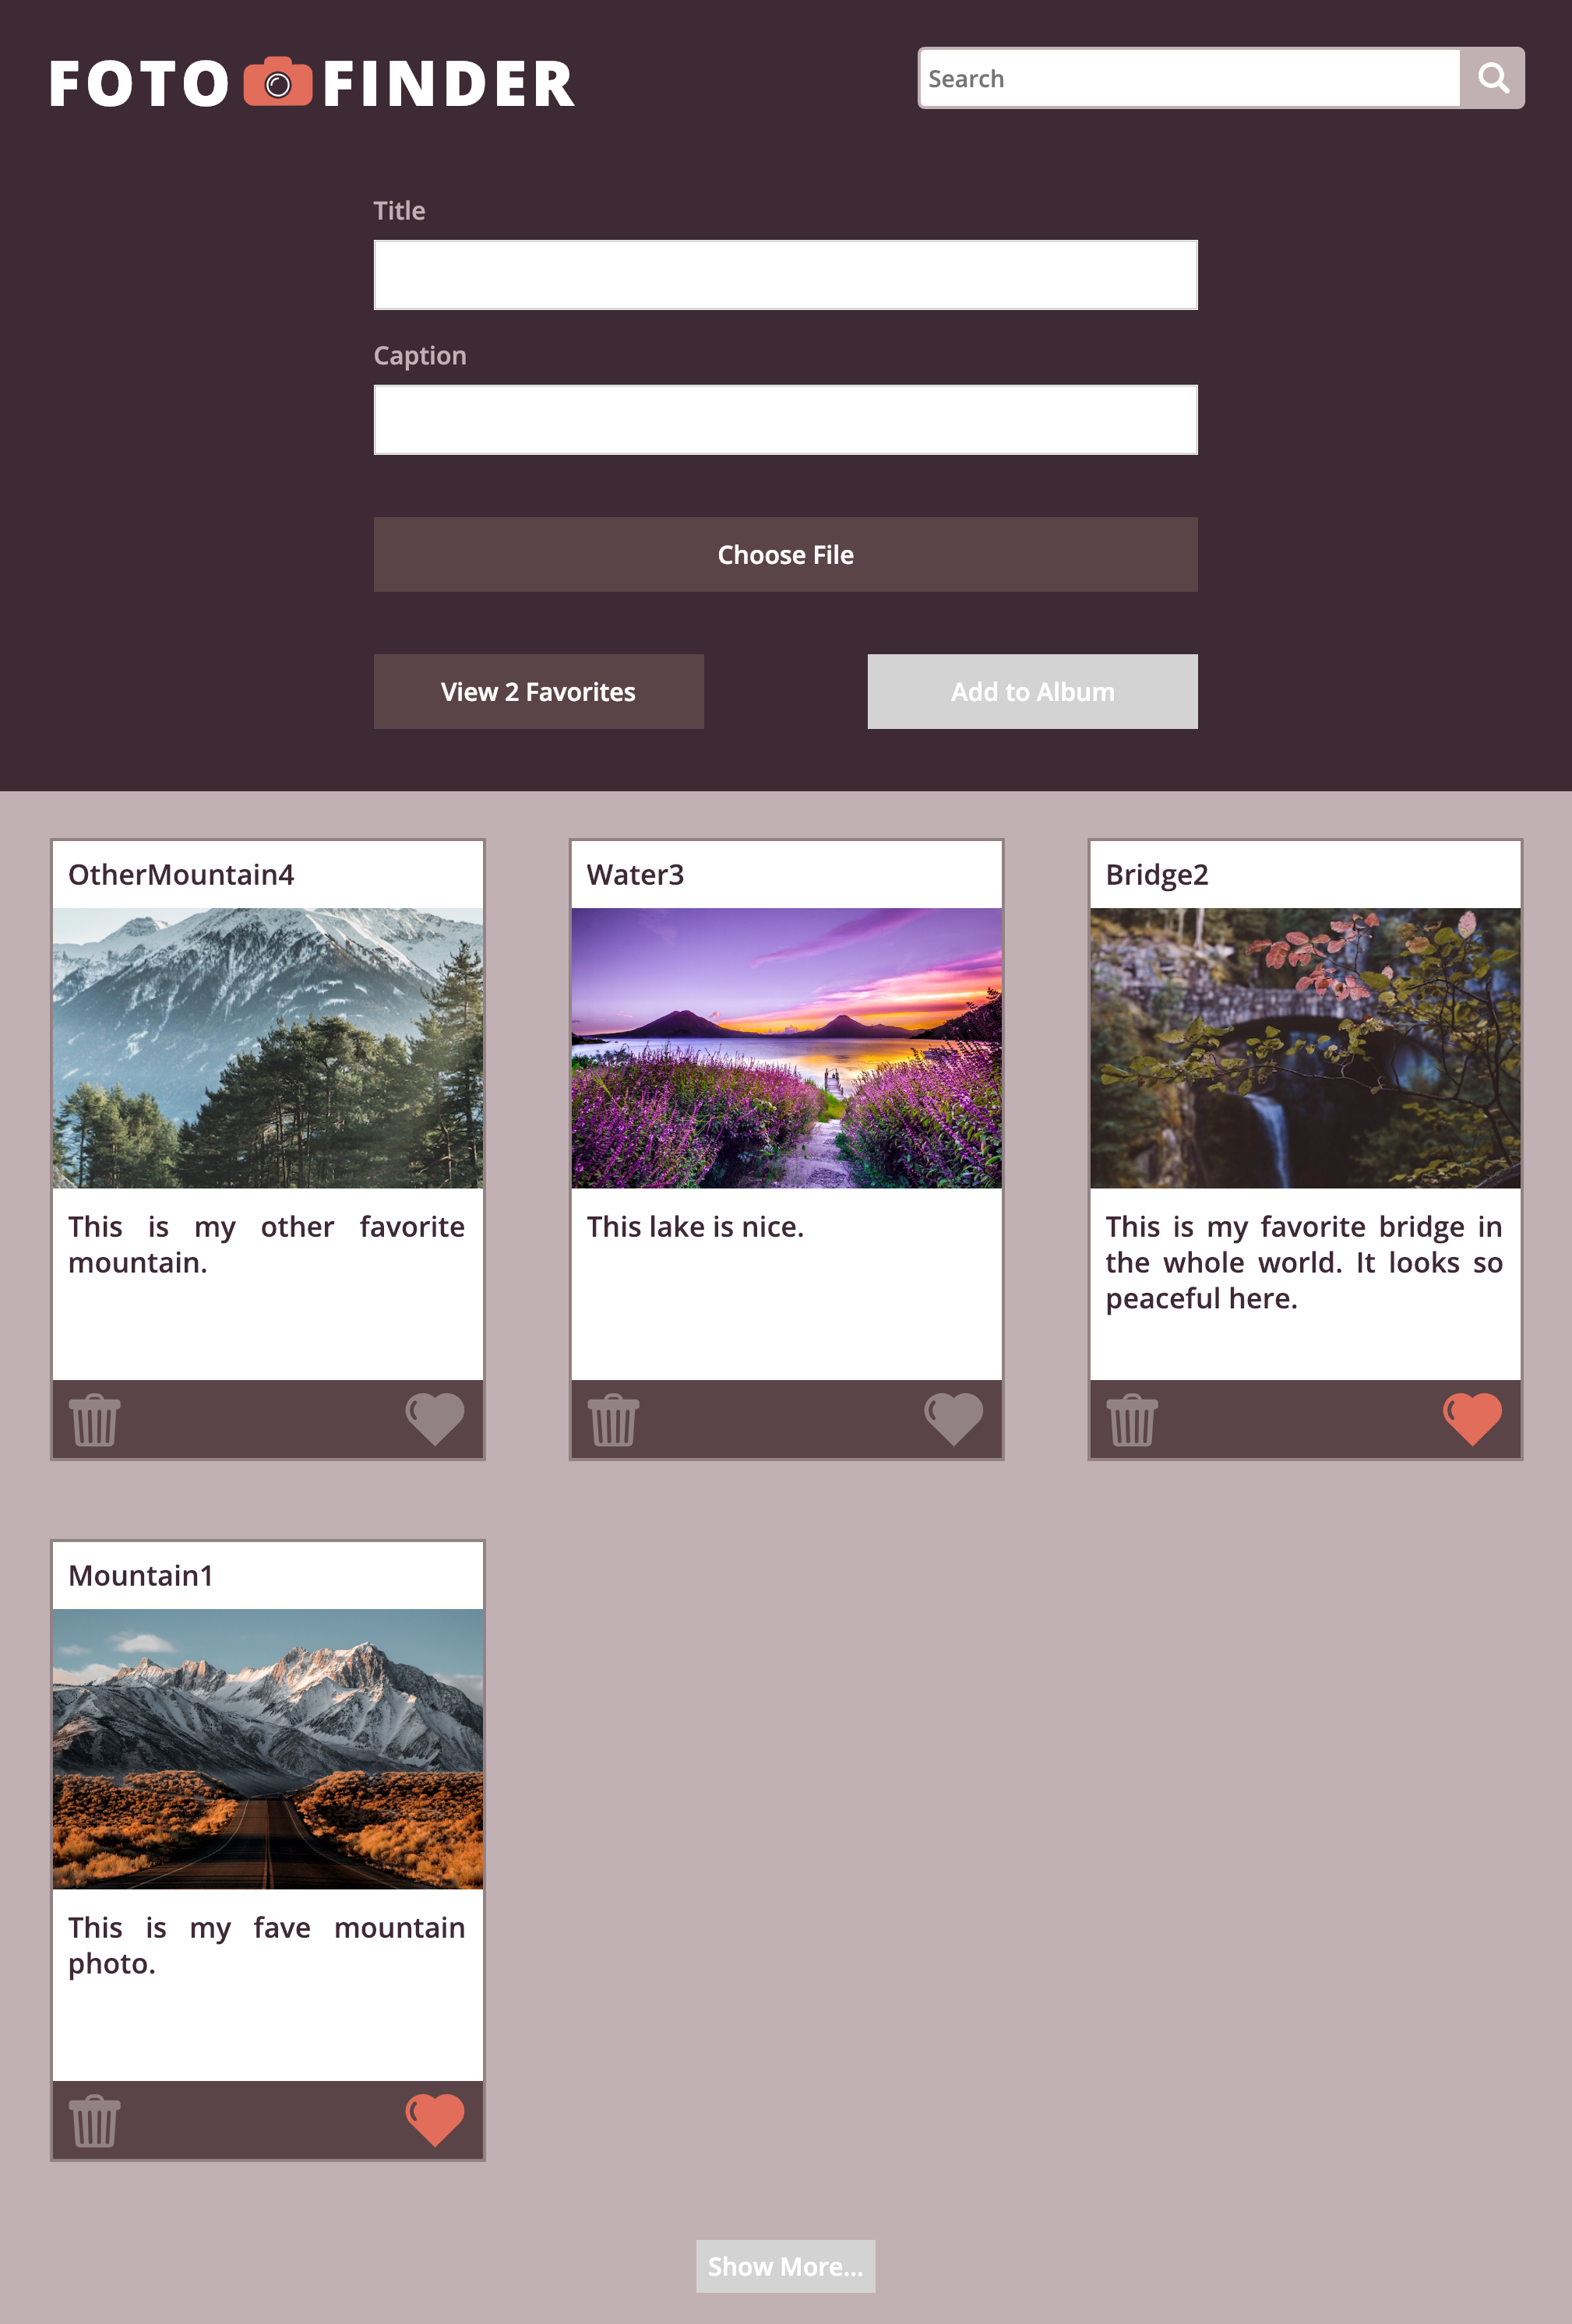 FOTO FINDER
Search
Title
Caption
Choose File
View 2 Favorites
Add to Album
OtherMountain4
This is my other favorite
mountain.
Water3
This lake is nice.
Bridge2
This is my favorite bridge in
the whole world. It looks so
peaceful here.
Mountain1
This is my fave mountain
photo.
Show More...